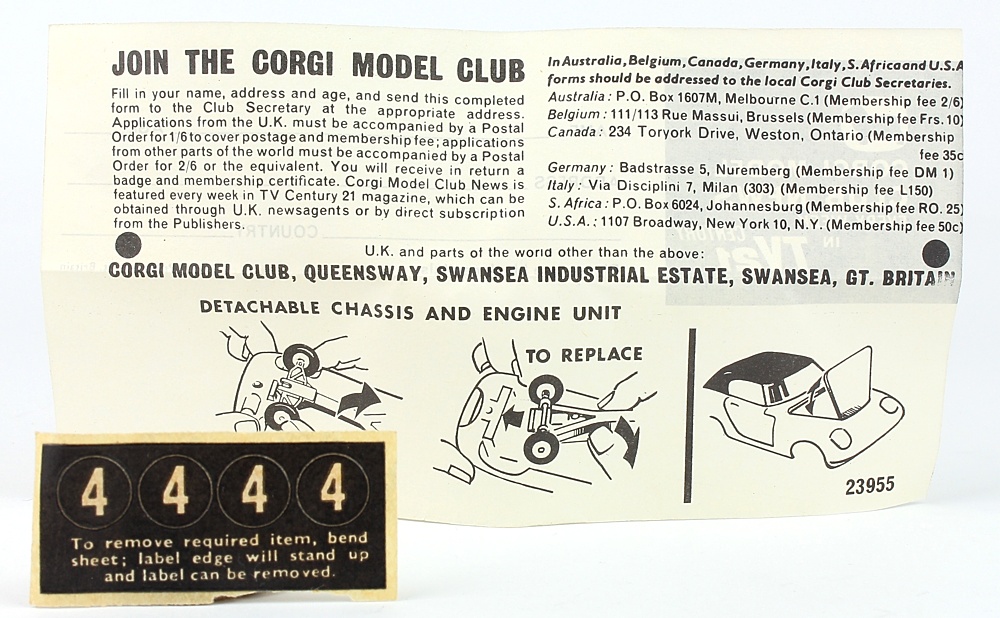 JOIN THE CORGI MODEL CLUB
Fill in your name, address and age, and send this completed
form to the Club Secretary at the appropriate address.
Applications from the U.K. must be accompanied by a Postal
Order for 1/6 to cover postage and membership fee; applications
from other parts of the world must be accompanied by a Postal
Order for 2/6 or the equivalent. You will receive in return a
badge and membership certificate. Corgi Model Club News is
featured every week in TV Century 21 magazine, which can be
obtained through U.K. newsagents or by direct subscription
from the Publishers.
In Australia, Belgium, Canada, Germany, Italy, S. Africa and U.S.A
forms should be addressed to the local Corgi Club Secretaries.
Australia: P.O. Box 1607M, Melbourne C.1 (Membership fee 2/6)
Belgium: 111/113 Rue Massui, Brussels (Membership fee Frs. 10)
Canada: 234 Toryork Drive, Weston, Ontario (Membership
fee 35c
Germany: Badstrasse 5, Nuremberg (Membership fee DM 1)
Italy: Via Disciplini 7, Milan (303) (Membership fee L150)
S. Africa: P.O. Box 6024, Johannesburg (Membership fee RO. 25)
U.S.A.: 1107 Broadway, New York 10, N.Y. (Membership fee 50c)
U.K. and parts of the world other than the above:
CORGI MODEL CLUB, QUEENSWAY, SWANSEA INDUSTRIAL ESTATE, SWANSEA, GT. BRITAIN
DETACHABLE CHASSIS AND ENGINE UNIT
TO REPLACE
23955
4 4 4 4
To remove required item, bend
sheet; label edge will stand up
and label can be removed.